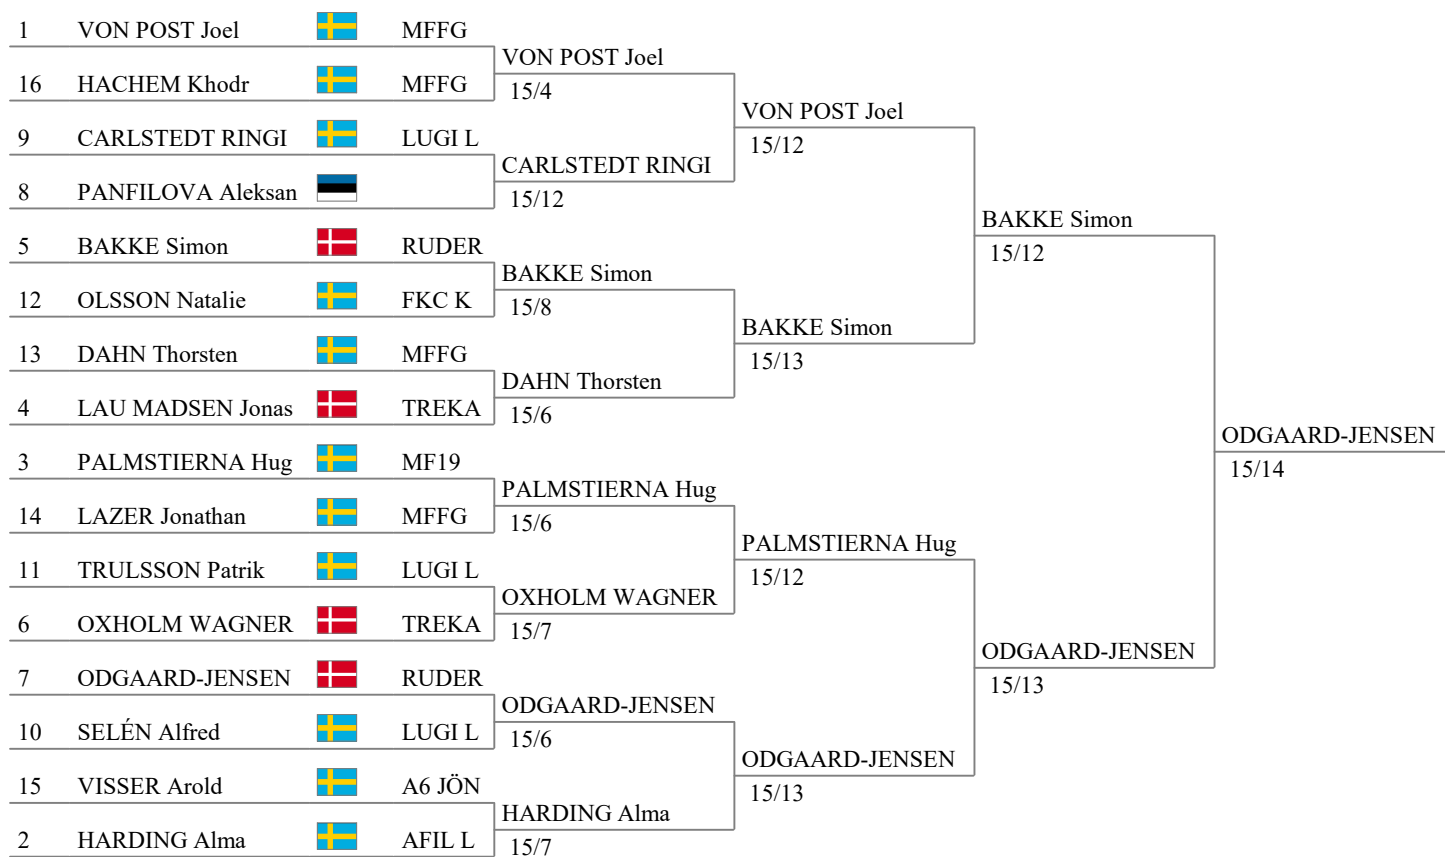 1 VON POST Joel MFFG
16 HACHEM Khodr MFFG
9 CARLSTEDT RINGI LUGI L
8 PANFILOVA Aleksan
5 BAKKE Simon RUDER
12 OLSSON Natalie FKC K
13 DAHN Thorsten MFFG
4 LAU MADSEN Jonas TREKA
3 PALMSTIERNA Hug MF19
14 LAZER Jonathan MFFG
11 TRULSSON Patrik LUGI L
6 OXHOLM WAGNER TREKA
7 ODGAARD-JENSEN RUDER
10 SELÉN Alfred LUGI L
15 VISSER Arold A6 JÖN
2 HARDING Alma AFIL L
VON POST Joel
15/4
CARLSTEDT RINGI
15/12
BAKKE Simon
15/8
DAHN Thorsten
15/6
PALMSTIERNA Hug
15/6
OXHOLM WAGNER
15/7
ODGAARD-JENSEN
15/6
HARDING Alma
15/7
VON POST Joel
15/12
BAKKE Simon
15/13
PALMSTIERNA Hug
15/12
ODGAARD-JENSEN
15/13
BAKKE Simon
15/12
ODGAARD-JENSEN
15/13
ODGAARD-JENSEN
15/14